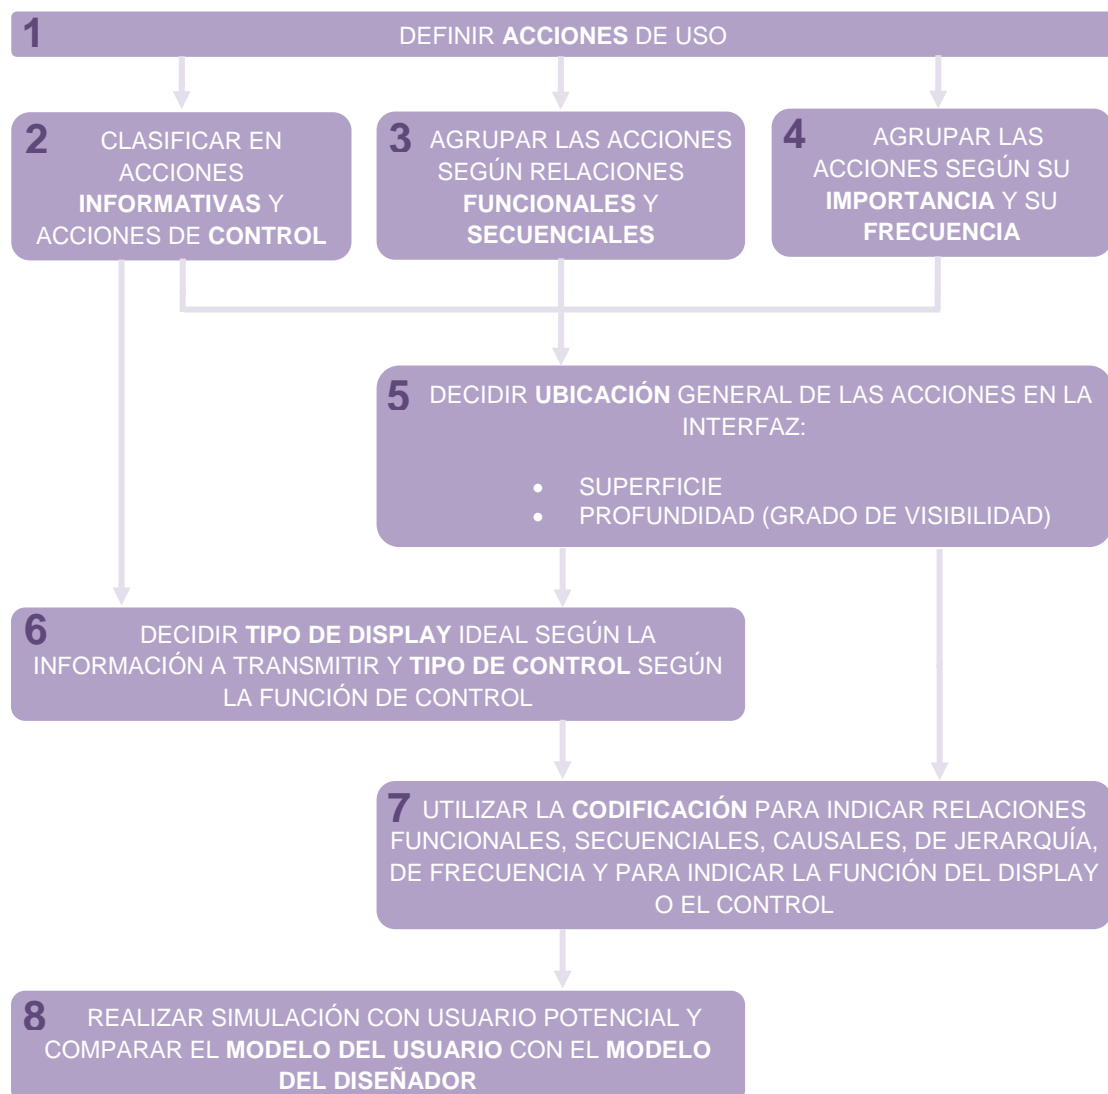 1 DEFINIR ACCIONES DE USO
2 CLASIFICAR EN
ACCIONES
INFORMATIVAS Y
ACCIONES DE CONTROL
3 AGRUPAR LAS ACCIONES
SEGÚN RELACIONES
FUNCIONALES Y
SECUENCIALES
4 AGRUPAR LAS
ACCIONES SEGÚN SU
IMPORTANCIA Y SU
FRECUENCIA
5 DECIDIR UBICACIÓN GENERAL DE LAS ACCIONES EN LA
INTERFAZ:
• SUPERFICIE
• PROFUNDIDAD (GRADO DE VISIBILIDAD)
6 DECIDIR TIPO DE DISPLAY IDEAL SEGÚN LA
INFORMACIÓN A TRANSMITIR Y TIPO DE CONTROL SEGÚN
LA FUNCIÓN DE CONTROL
7 UTILIZAR LA CODIFICACIÓN PARA INDICAR RELACIONES
FUNCIONALES, SECUENCIALES, CAUSALES, DE JERARQUÍA,
DE FRECUENCIA Y PARA INDICAR LA FUNCIÓN DEL DISPLAY
O EL CONTROL
8 REALIZAR SIMULACIÓN CON USUARIO POTENCIAL Y
COMPARAR EL MODELO DEL USUARIO CON EL MODELO
DEL DISEÑADOR